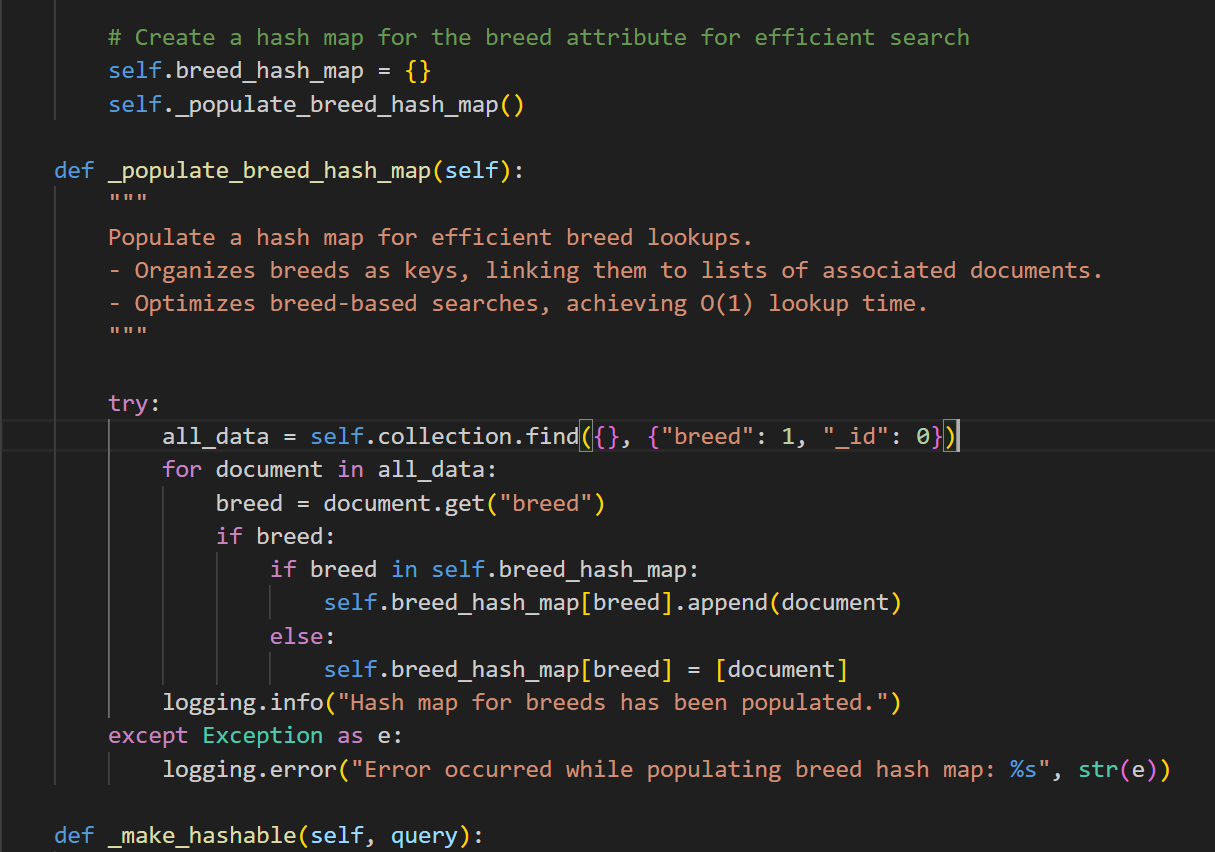 # Create a hash map for the breed attribute for efficient search
self.breed_hash_map = {}
self._populate_breed_hash_map()
def _populate_breed_hash_map(self):
"""
Populate a hash map for efficient breed lookups.
- Organizes breeds as keys, linking them to lists of associated documents.
- Optimizes breed-based searches, achieving O(1) lookup time.
"""
try:
all_data = self.collection.find({}, {"breed": 1, "_id": 0})
for document in all_data:
breed = document.get("breed")
if breed:
if breed in self.breed_hash_map:
self.breed_hash_map[breed].append(document)
else:
self.breed_hash_map[breed] = [document]
logging.info("Hash map for breeds has been populated.")
except Exception as e:
logging.error("Error occurred while populating breed hash map: %s", str(e))
def _make_hashable(self, query):